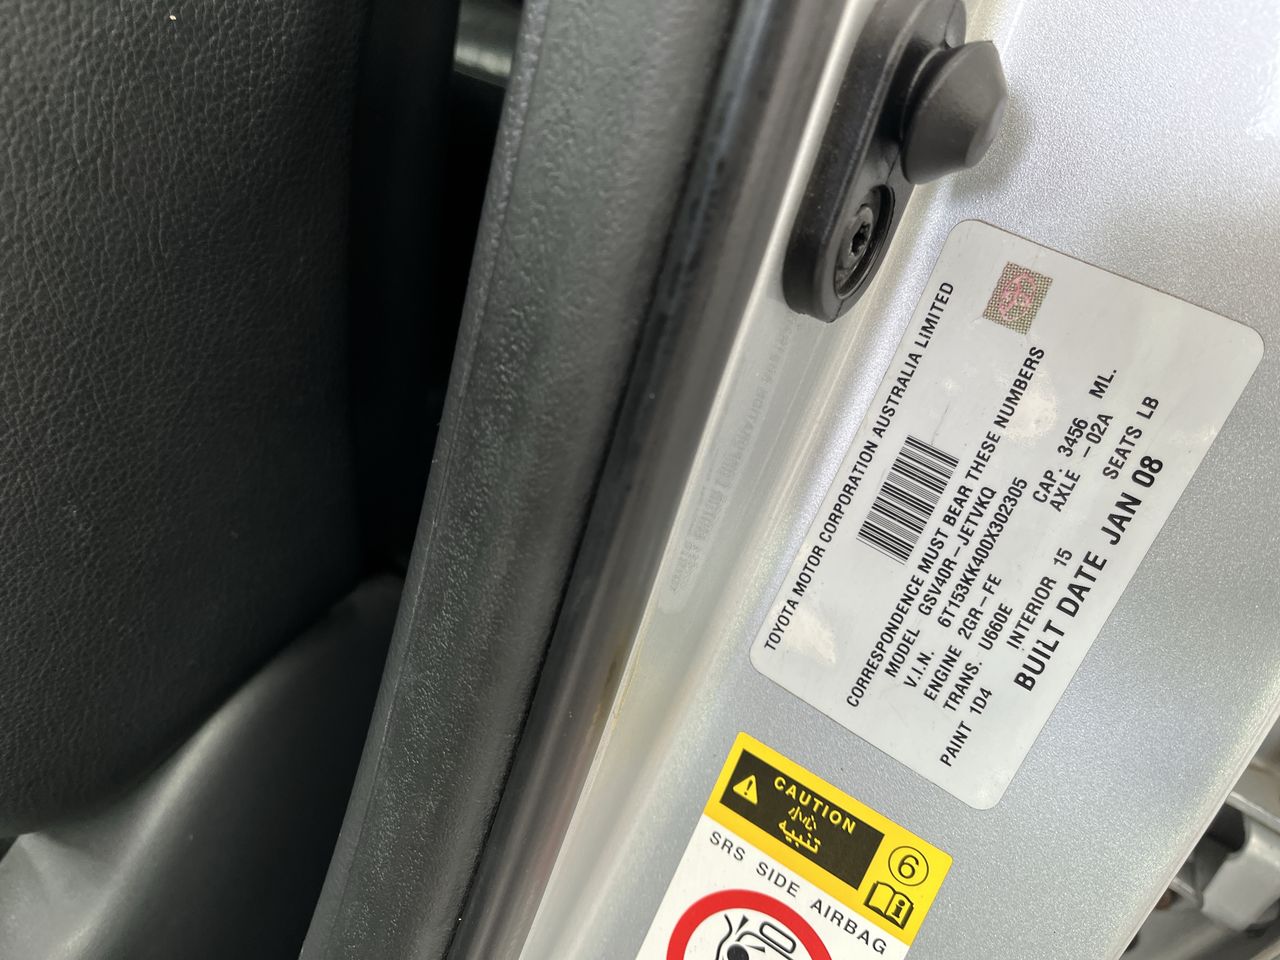 TOYOTA MOTOR CORPORATION AUSTRALIA LIMITED
CORRESPONDENCE MUST BEAR THESE NUMBERS
MODEL GSV40R-JETVKQ
V.I.N. 6T153KK400X302305
ENGINE 2GR-FE CAP. 3456 ML.
TRANS. U660E AXLE -02A
PAINT 1D4 INTERIOR 15 SEATS LB
BUILT DATE JAN 08
CAUTION
小心
تنبيه
6
i
SRS SIDE AIRBAG